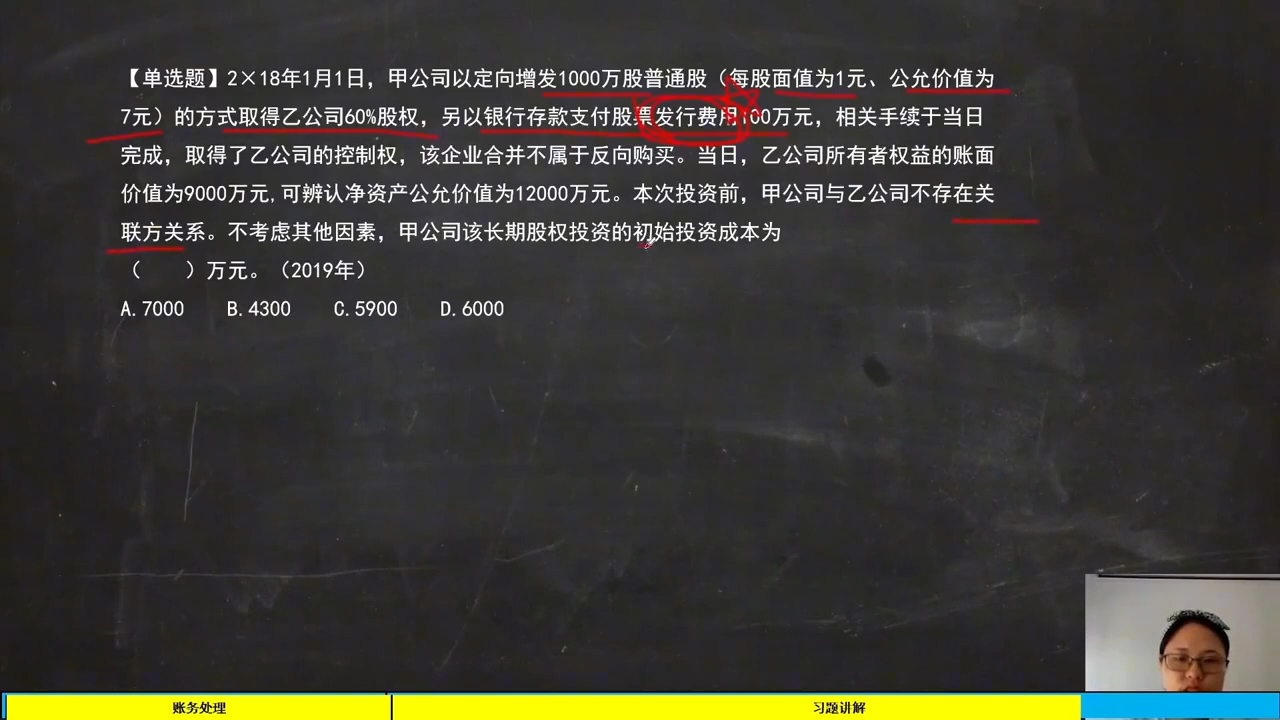 【单选题】2×18年1月1日，甲公司以定向增发1000万股普通股（每股面值为1元、公允价值为
7元）的方式取得乙公司60%股权，另以银行存款支付股票发行费用100万元，相关手续于当日
完成，取得了乙公司的控制权，该企业合并不属于反向购买。当日，乙公司所有者权益的账面
价值为9000万元,可辨认净资产公允价值为12000万元。本次投资前，甲公司与乙公司不存在关
联方关系。不考虑其他因素，甲公司该长期股权投资的初始投资成本为
（　　）万元。（2019年）
A.7000　　B.4300　　C.5900　　D.6000
账务处理　　习题讲解